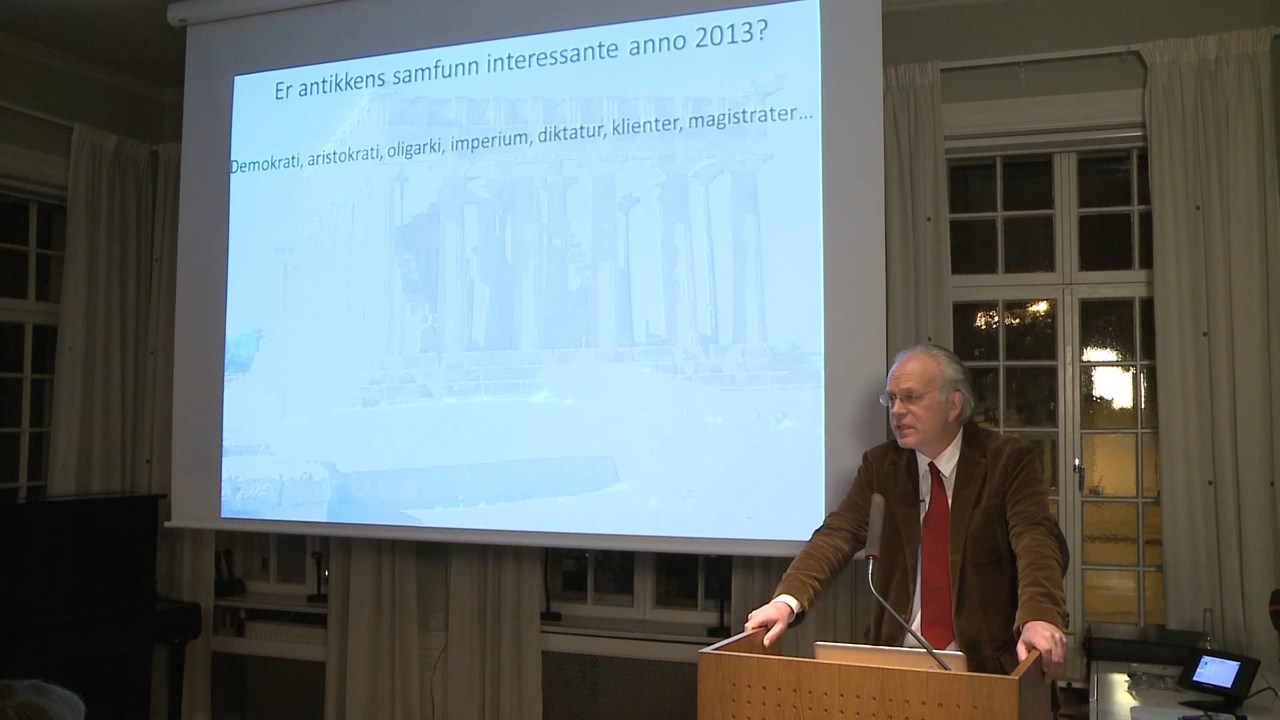 Er antikkens samfunn interessante anno 2013?
Demokrati, aristokrati, oligarki, imperium, diktatur, klienter, magistrater...